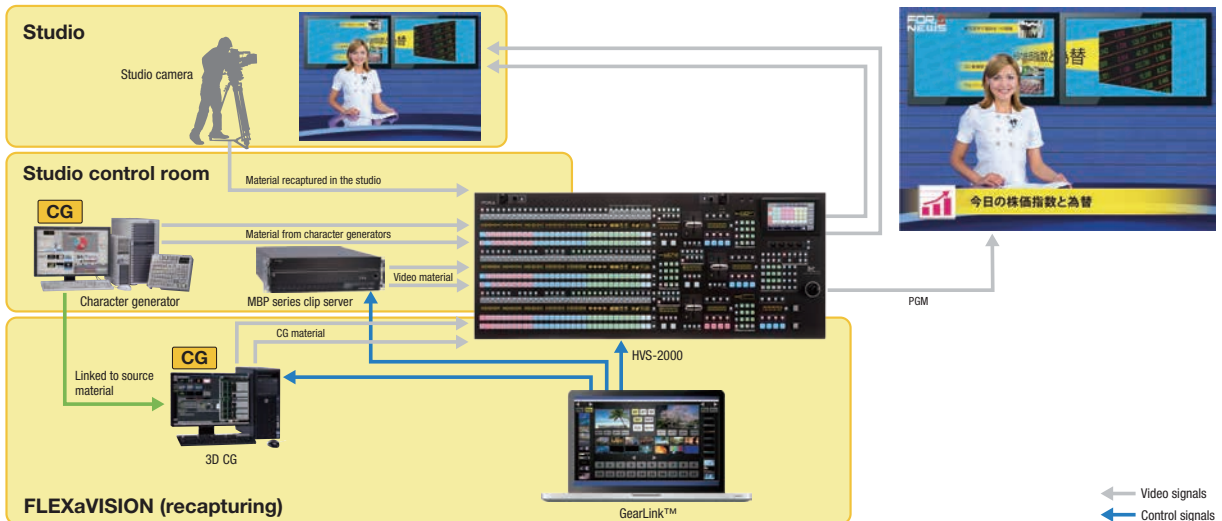 Studio
Studio camera
FOR.A
NEWS
今日の株価指数と為替
Studio control room
Material recaptured in the studio
CG
Material from character generators
Video material
Character generator
MBP series clip server
PGM
CG material
HVS-2000
CG
Linked to source
material
3D CG
GearLink™
FLEXaVISION (recapturing)
Video signals
Control signals